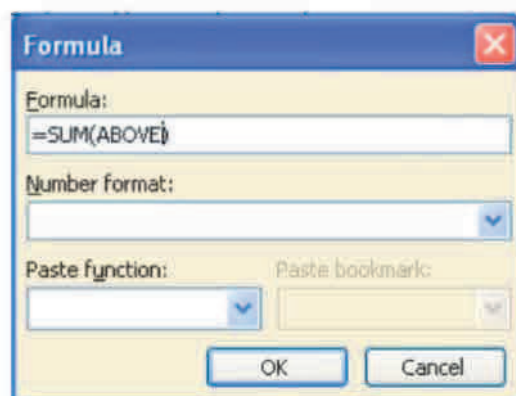 Formula
Formula:
=SUM(ABOVE)
Number format:
Paste function: Paste bookmark:
OK Cancel